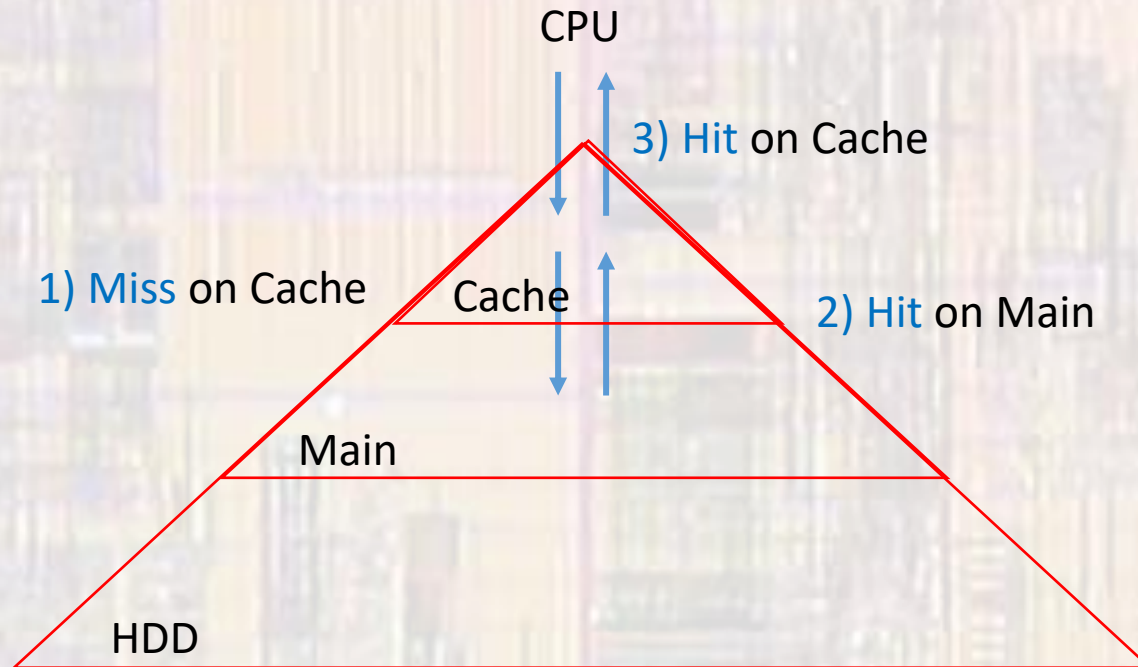 CPU
3) Hit on Cache
1) Miss on Cache
Cache
2) Hit on Main
Main
HDD